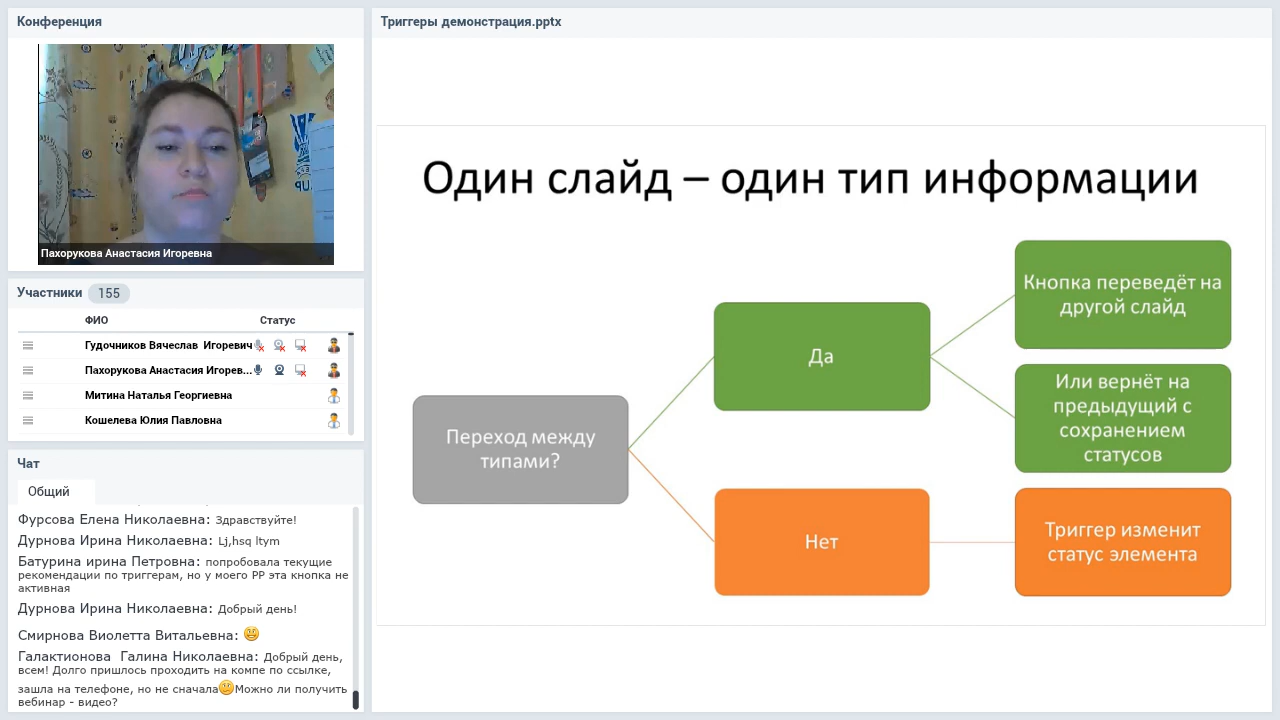 Конференция
Пахорукова Анастасия Игоревна
Участники 155
ФИО Статус
Гудочников Вячеслав Игоревич
Пахорукова Анастасия Игорев...
Митина Наталья Георгиевна
Кошелева Юлия Павловна
Чат
Общий
Фурсова Елена Николаевна: Здравствуйте!
Дурнова Ирина Николаевна: Lj,hsq ltym
Батурина ирина Петровна: попробовала текущие
рекомендации по триггерам, но у моего РР эта кнопка не
активная
Дурнова Ирина Николаевна: Добрый день!
Смирнова Виолетта Витальевна:
Галактионова Галина Николаевна: Добрый день,
всем! Долго пришлось проходить на компе по ссылке,
зашла на телефоне, но не сначала Можно ли получить
вебинар - видео?
Триггеры демонстрация.pptx
Один слайд – один тип информации
Переход между
типами?
Да
Кнопка переведёт на
другой слайд
Или вернёт на
предыдущий с
сохранением
статусов
Нет
Триггер изменит
статус элемента